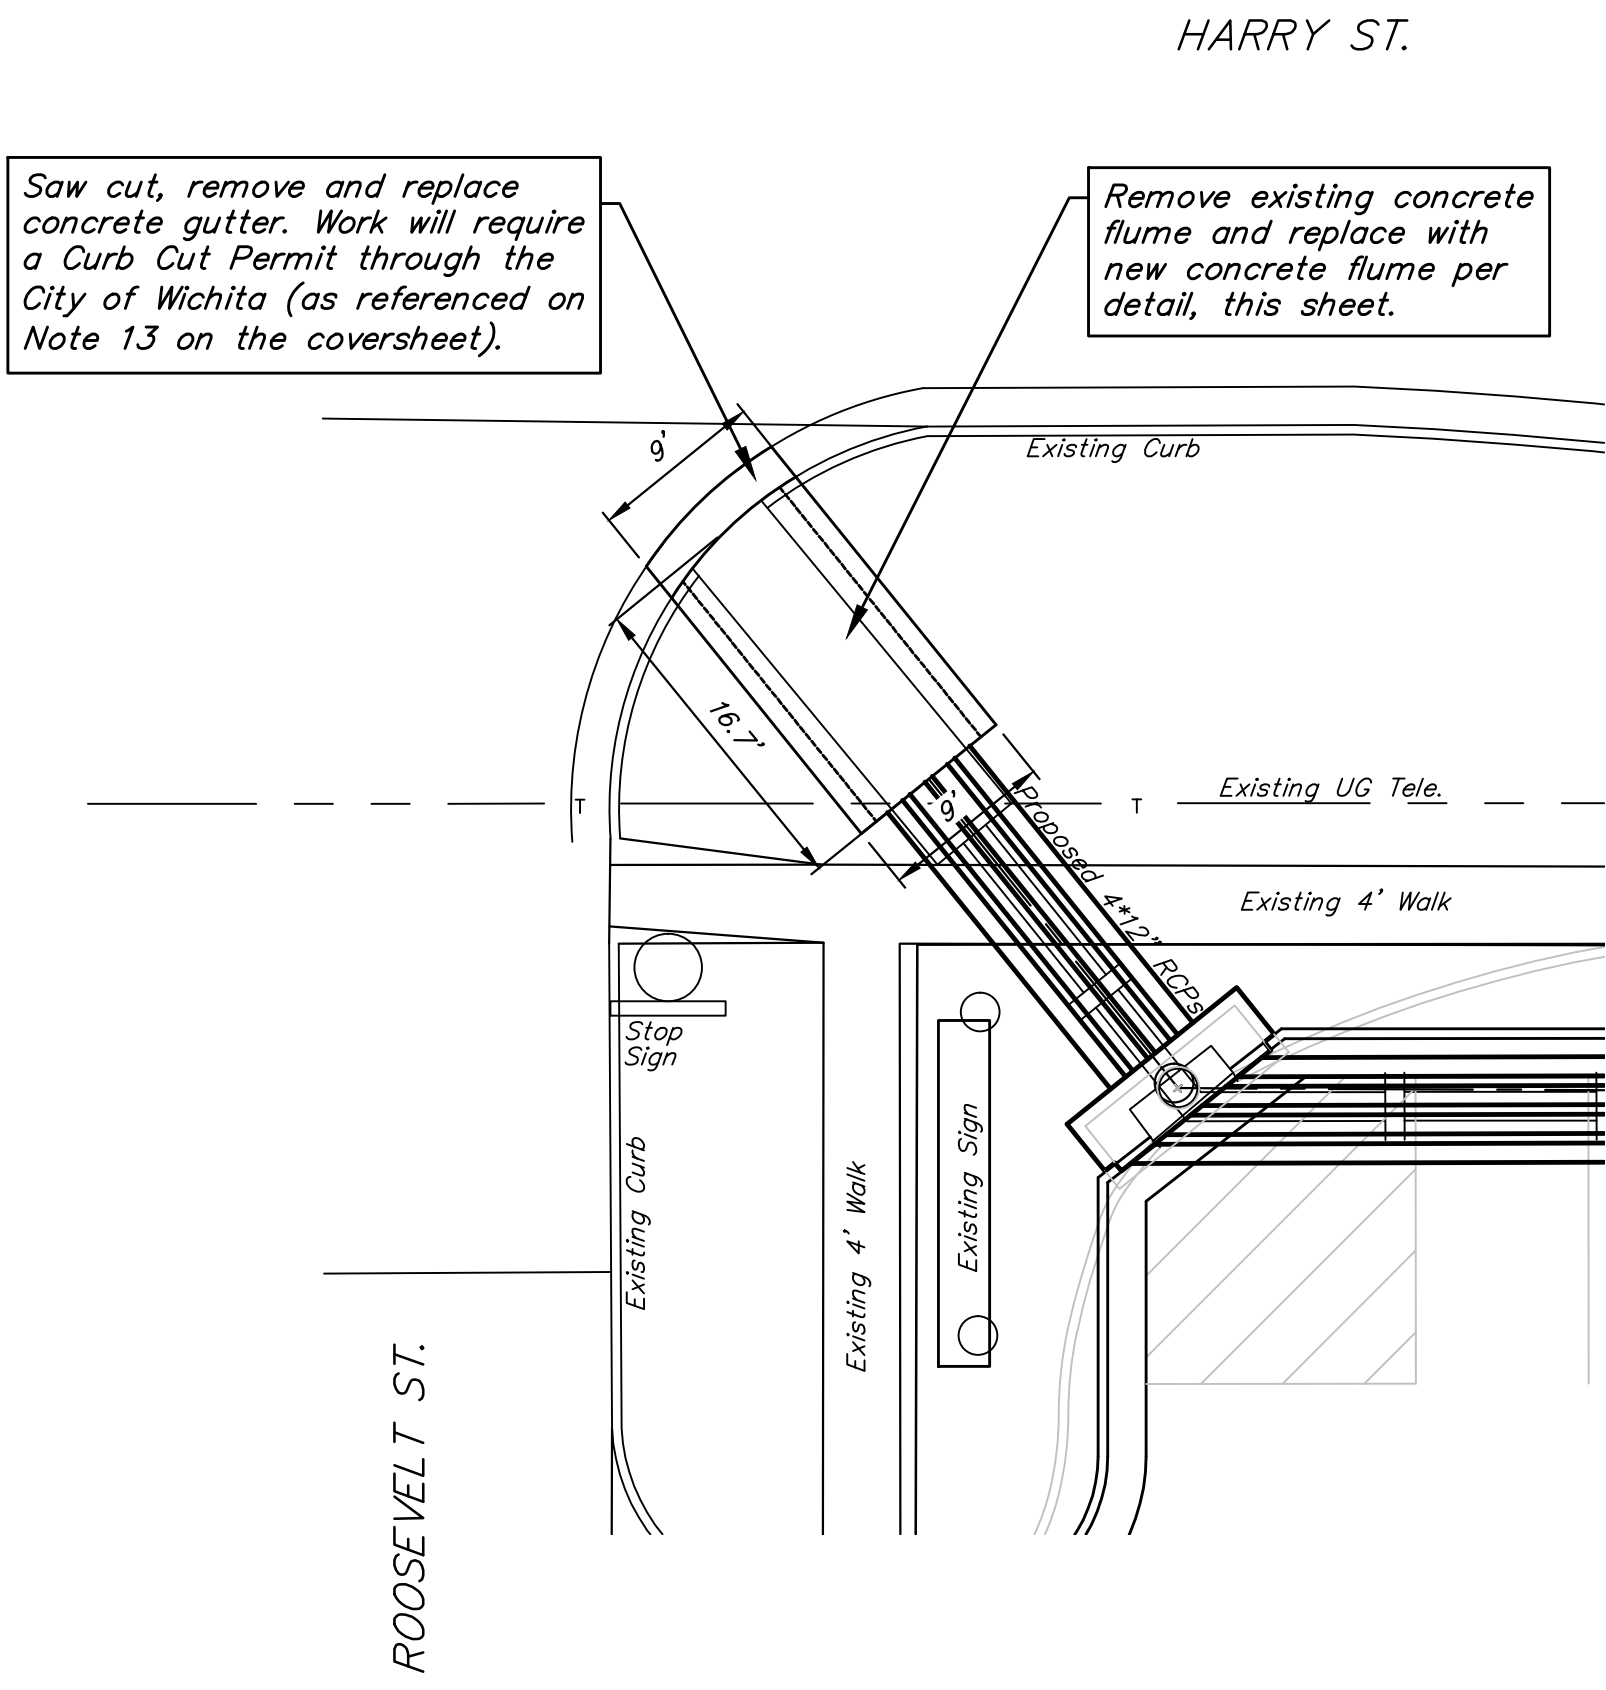 HARRY ST.
Saw cut, remove and replace
concrete gutter. Work will require
a Curb Cut Permit through the
City of Wichita (as referenced on
Note 13 on the coversheet).
Remove existing concrete
flume and replace with
new concrete flume per
detail, this sheet.
9'
Existing Curb
16.7'
Existing UG Tele.
T
T
9'
Proposed 4*12" RCPs
Existing 4' Walk
Stop
Sign
Existing Curb
Existing 4' Walk
Existing Sign
ROOSEVELT ST.